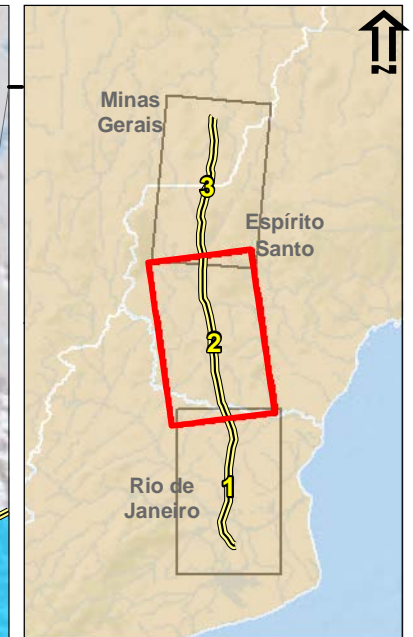 N
Minas
Gerais
3
Espírito
Santo
2
Rio de
Janeiro
1